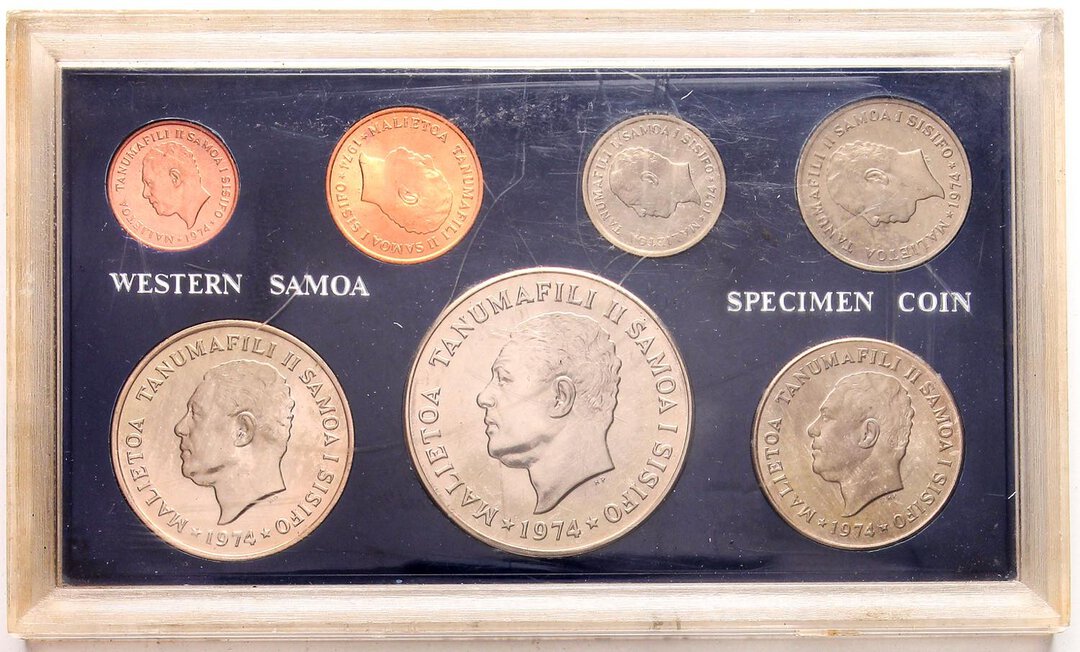 MALIETOA TANUMAFILI II SAMOA I SISIFO
★ 1974 ★
MALIETOA TANUMAFILI II SAMOA I SISIFO
★ 1974 ★
MALIETOA TANUMAFILI II SAMOA I SISIFO
★ 1974 ★
MALIETOA TANUMAFILI II SAMOA I SISIFO
★ 1974 ★
WESTERN SAMOA
SPECIMEN COIN
MALIETOA TANUMAFILI II SAMOA I SISIFO
★ 1974 ★
MALIETOA TANUMAFILI II SAMOA I SISIFO
★ 1974 ★
MALIETOA TANUMAFILI II SAMOA I SISIFO
★ 1974 ★